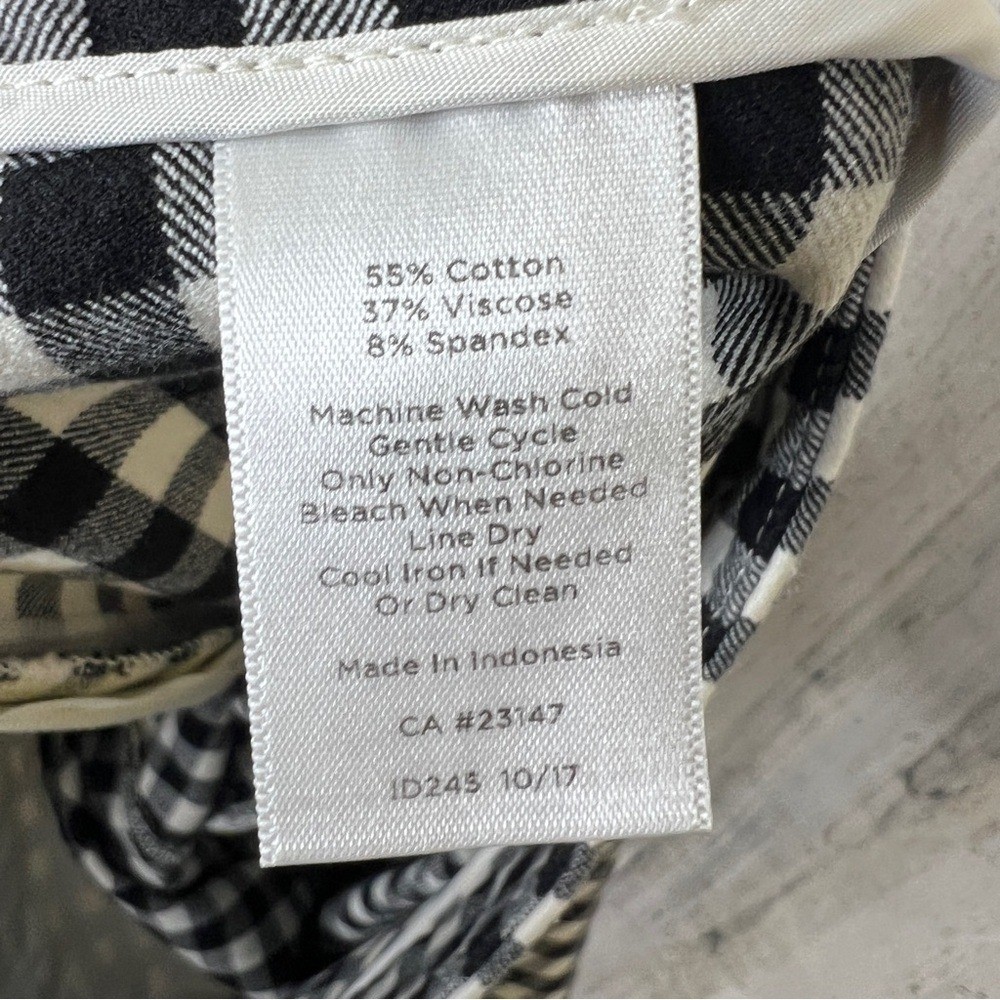 55% Cotton
37% Viscose
8% Spandex
Machine Wash Cold
Gentle Cycle
Only Non-Chlorine
Bleach When Needed
Line Dry
Cool Iron If Needed
Or Dry Clean
Made In Indonesia
CA #23147
ID245 10/17